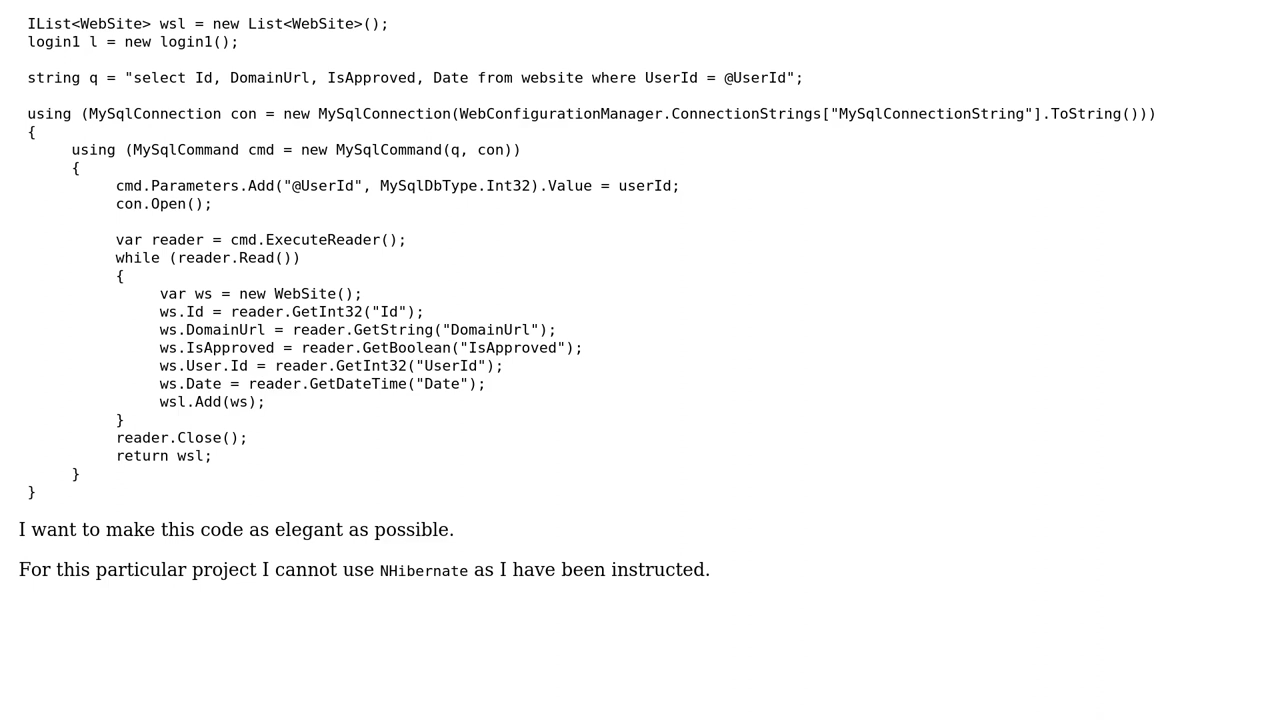 IList<WebSite> wsl = new List<WebSite>();
login1 l = new login1();

string q = "select Id, DomainUrl, IsApproved, Date from website where UserId = @UserId";

using (MySqlConnection con = new MySqlConnection(WebConfigurationManager.ConnectionStrings["MySqlConnectionString"].ToString()))
{
     using (MySqlCommand cmd = new MySqlCommand(q, con))
     {
          cmd.Parameters.Add("@UserId", MySqlDbType.Int32).Value = userId;
          con.Open();

          var reader = cmd.ExecuteReader();
          while (reader.Read())
          {
               var ws = new WebSite();
               ws.Id = reader.GetInt32("Id");
               ws.DomainUrl = reader.GetString("DomainUrl");
               ws.IsApproved = reader.GetBoolean("IsApproved");
               ws.User.Id = reader.GetInt32("UserId");
               ws.Date = reader.GetDateTime("Date");
               wsl.Add(ws);
          }
          reader.Close();
          return wsl;
     }
}
I want to make this code as elegant as possible.
For this particular project I cannot use NHibernate as I have been instructed.